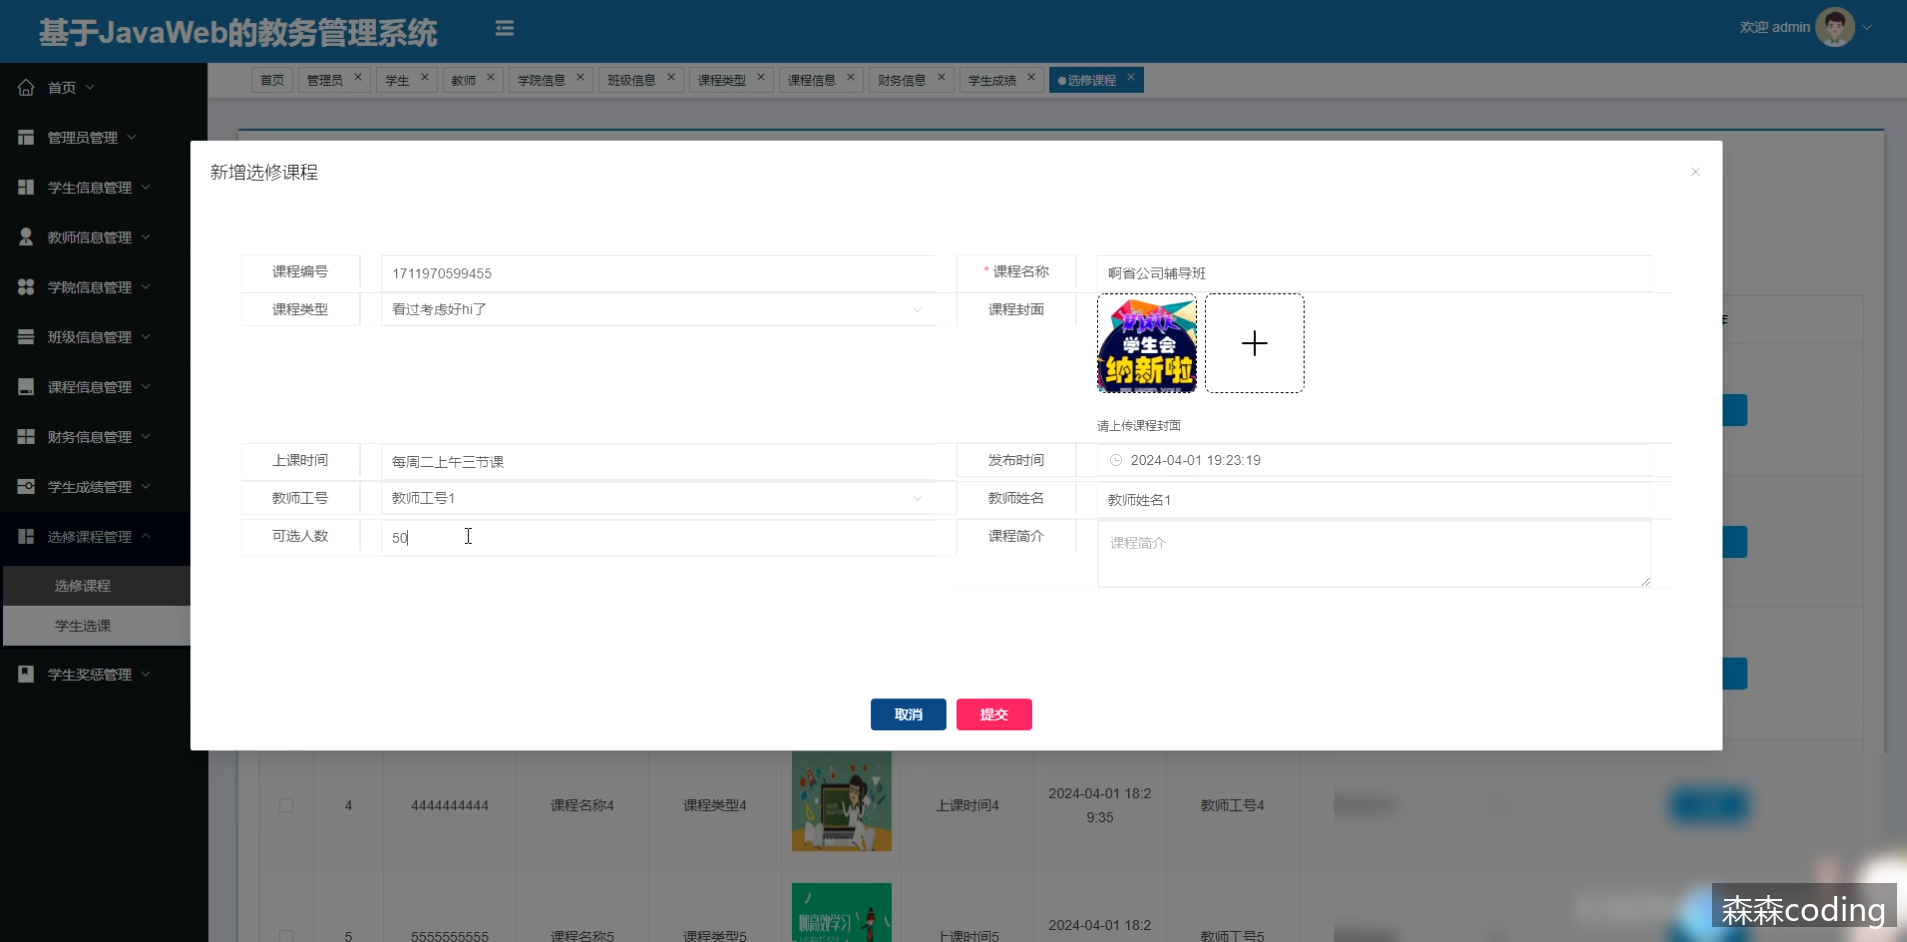 基于JavaWeb的教务管理系统
欢迎 admin
首页
管理员管理
学生信息管理
教师信息管理
学院信息管理
班级信息管理
课程信息管理
财务信息管理
学生成绩管理
选修课程管理
选修课程
学生选课
学生奖惩管理
首页 管理员 学生 教师 学院信息 班级信息 课程类型 课程信息 财务信息 学生成绩 选修课程
新增选修课程
课程编号 1711970599455 *课程名称 啊省公司辅导班
课程类型 看过考虑好hi了 课程封面
学生会
纳新啦
请上传课程封面
上课时间 每周二上午三节课 发布时间 2024-04-01 19:23:19
教师工号 教师工号1 教师姓名 教师姓名1
可选人数 50 课程简介 课程简介
取消 提交
4 4444444444 课程名称4 课程类型4 上课时间4 2024-04-01 18:2
9:35 教师工号4
5 5555555555 课程名称5 课程类型5 上课时间5 2024-04-01 18:2 教师工号5
森森coding